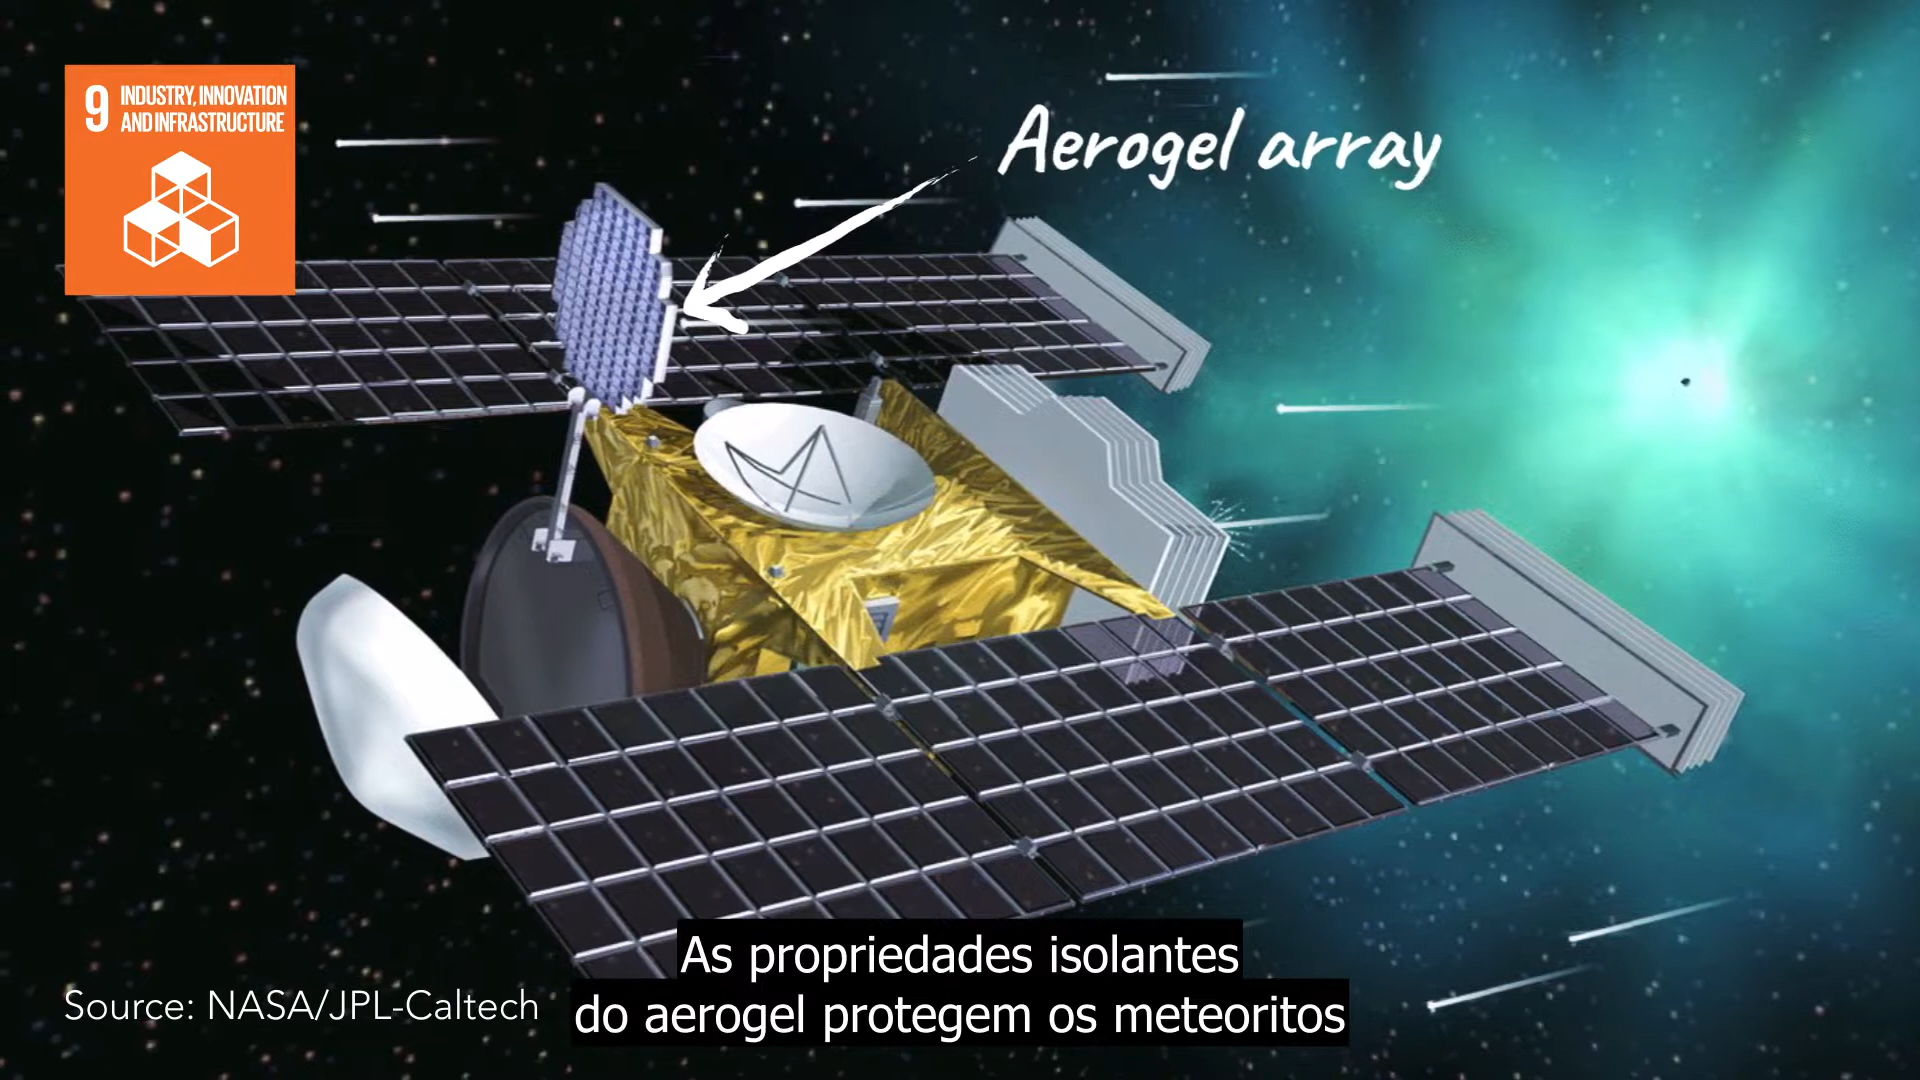 9 INDUSTRY, INNOVATION
AND INFRASTRUCTURE
Aerogel array
As propriedades isolantes
do aerogel protegem os meteoritos
Source: NASA/JPL-Caltech